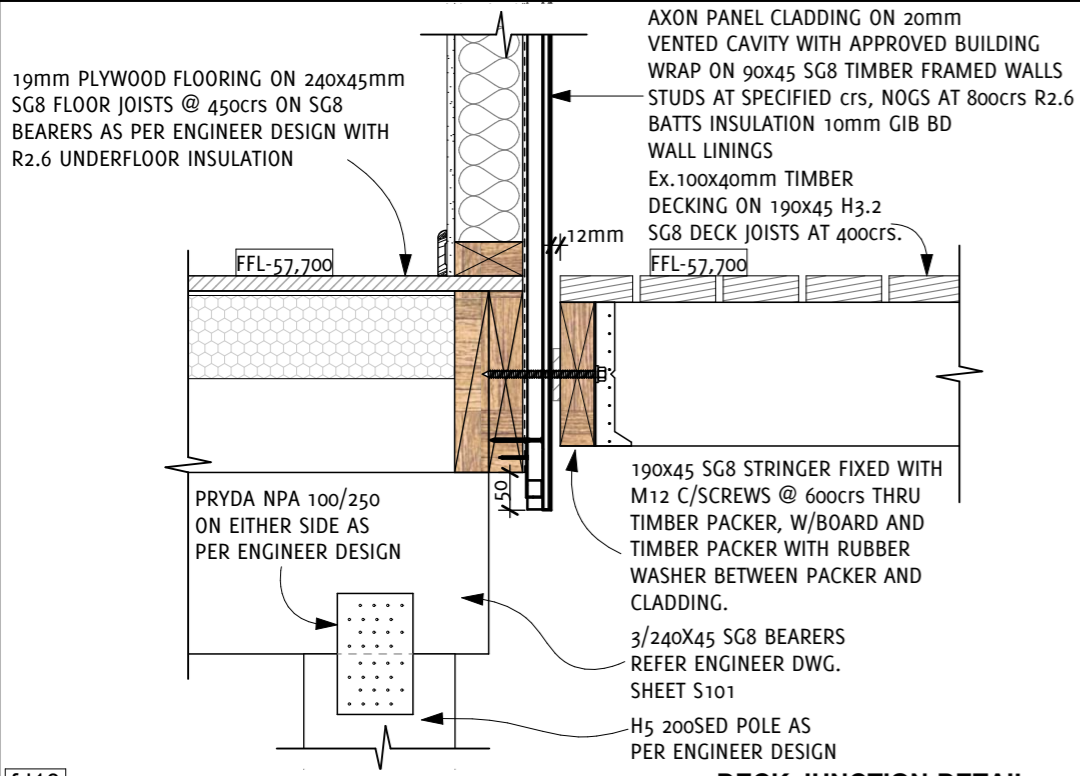 19mm PLYWOOD FLOORING ON 240x45mm
SG8 FLOOR JOISTS @ 450crs ON SG8
BEARERS AS PER ENGINEER DESIGN WITH
R2.6 UNDERFLOOR INSULATION
AXON PANEL CLADDING ON 20mm
VENTED CAVITY WITH APPROVED BUILDING
WRAP ON 90x45 SG8 TIMBER FRAMED WALLS
STUDS AT SPECIFIED crs, NOGS AT 800crs R2.6
BATTS INSULATION 10mm GIB BD
WALL LININGS
Ex.100x40mm TIMBER
DECKING ON 190x45 H3.2
SG8 DECK JOISTS AT 400crs.
12mm
FFL-57,700
FFL-57,700
50
PRYDA NPA 100/250
ON EITHER SIDE AS
PER ENGINEER DESIGN
190x45 SG8 STRINGER FIXED WITH
M12 C/SCREWS @ 600crs THRU
TIMBER PACKER, W/BOARD AND
TIMBER PACKER WITH RUBBER
WASHER BETWEEN PACKER AND
CLADDING.
3/240X45 SG8 BEARERS
REFER ENGINEER DWG.
SHEET S101
H5 200SED POLE AS
PER ENGINEER DESIGN
DECK JUNCTION DETAIL